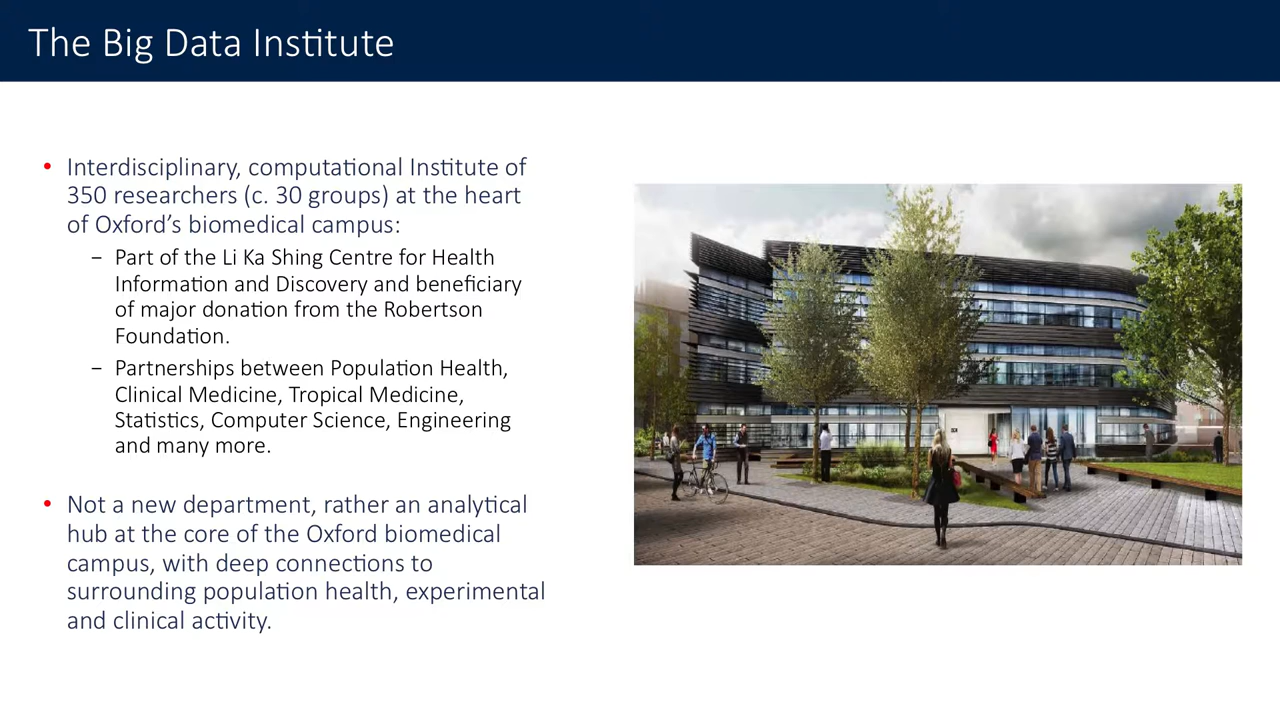 The Big Data Institute
• Interdisciplinary, computational Institute of
350 researchers (c. 30 groups) at the heart
of Oxford’s biomedical campus:
– Part of the Li Ka Shing Centre for Health
Information and Discovery and beneficiary
of major donation from the Robertson
Foundation.
– Partnerships between Population Health,
Clinical Medicine, Tropical Medicine,
Statistics, Computer Science, Engineering
and many more.
• Not a new department, rather an analytical
hub at the core of the Oxford biomedical
campus, with deep connections to
surrounding population health, experimental
and clinical activity.